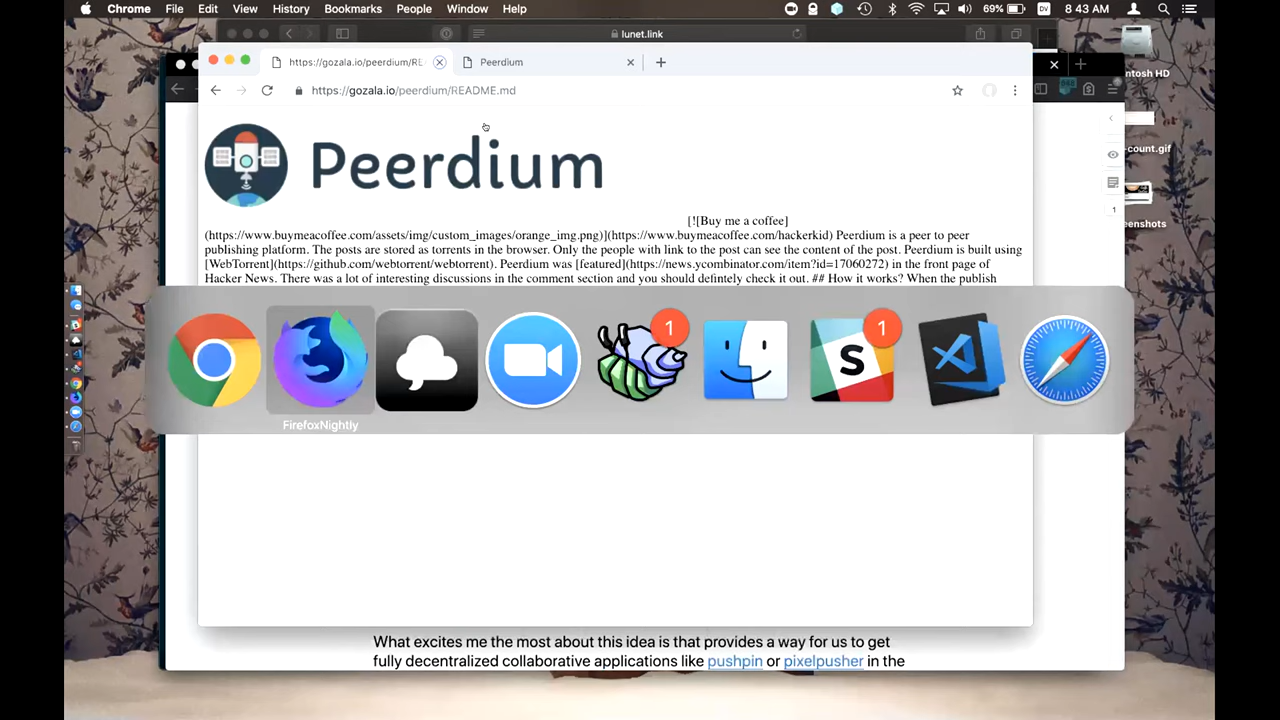 Chrome File Edit View History Bookmarks People Window Help 69% DV 8:43 AM
lunet.link
https://gozala.io/peerdium/RE Peerdium
https://gozala.io/peerdium/README.md
ntosh HD
-count.gif
eenshots
1
Peerdium
[![Buy me a coffee]
(https://www.buymeacoffee.com/assets/img/custom_images/orange_img.png)](https://www.buymeacoffee.com/hackerkid) Peerdium is a peer to peer
publishing platform. The posts are stored as torrents in the browser. Only the people with link to the post can see the content of the post. Peerdium is built using
[WebTorrent](https://github.com/webtorrent/webtorrent). Peerdium was [featured](https://news.ycombinator.com/item?id=17060272) in the front page of
Hacker News. There was a lot of interesting discussions in the comment section and you should defintely check it out. ## How it works? When the publish
1 1
S
FirefoxNightly
What excites me the most about this idea is that provides a way for us to get
fully decentralized collaborative applications like pushpin or pixelpusher in the